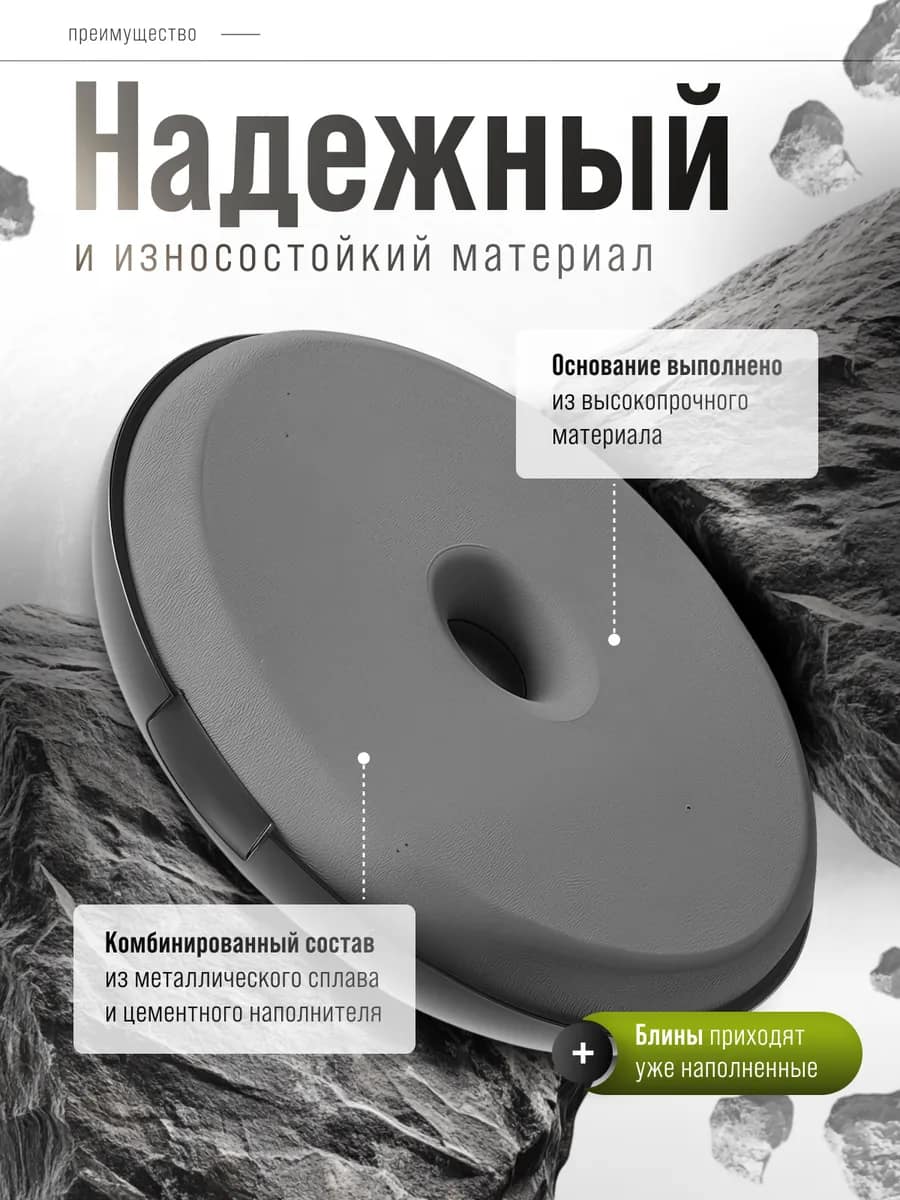 преимущество
Надежный
и износостойкий материал
Основание выполнено
из высокопрочного
материала
Комбинированный состав
из металлического сплава
и цементного наполнителя
+
Блины приходят
уже наполненные